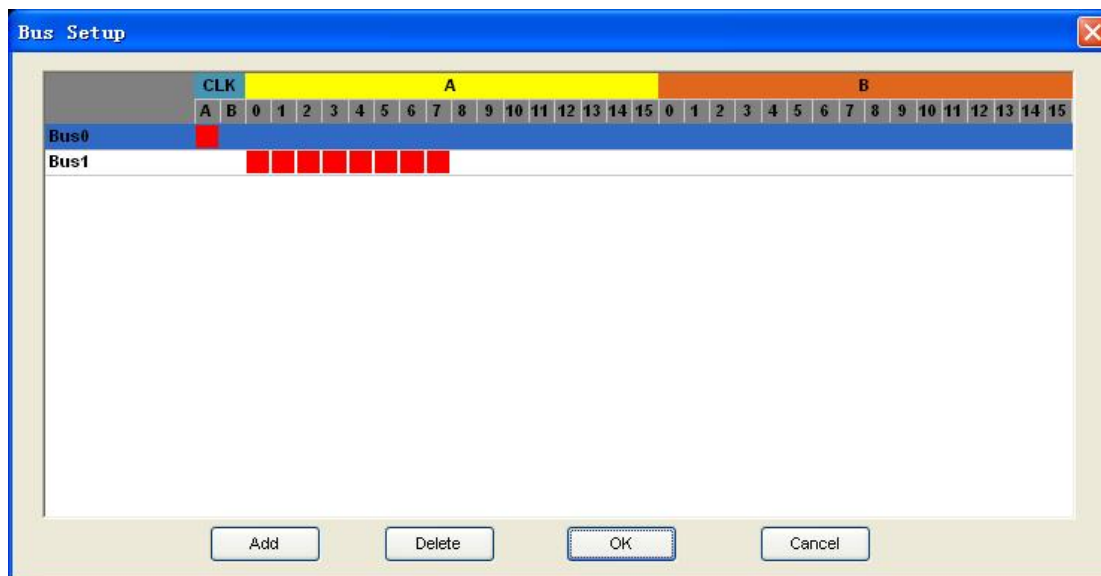 Bus Setup
CLK A B
A B 0 1 2 3 4 5 6 7 8 9 10 11 12 13 14 15 0 1 2 3 4 5 6 7 8 9 10 11 12 13 14 15
Bus0
Bus1
Add Delete OK Cancel